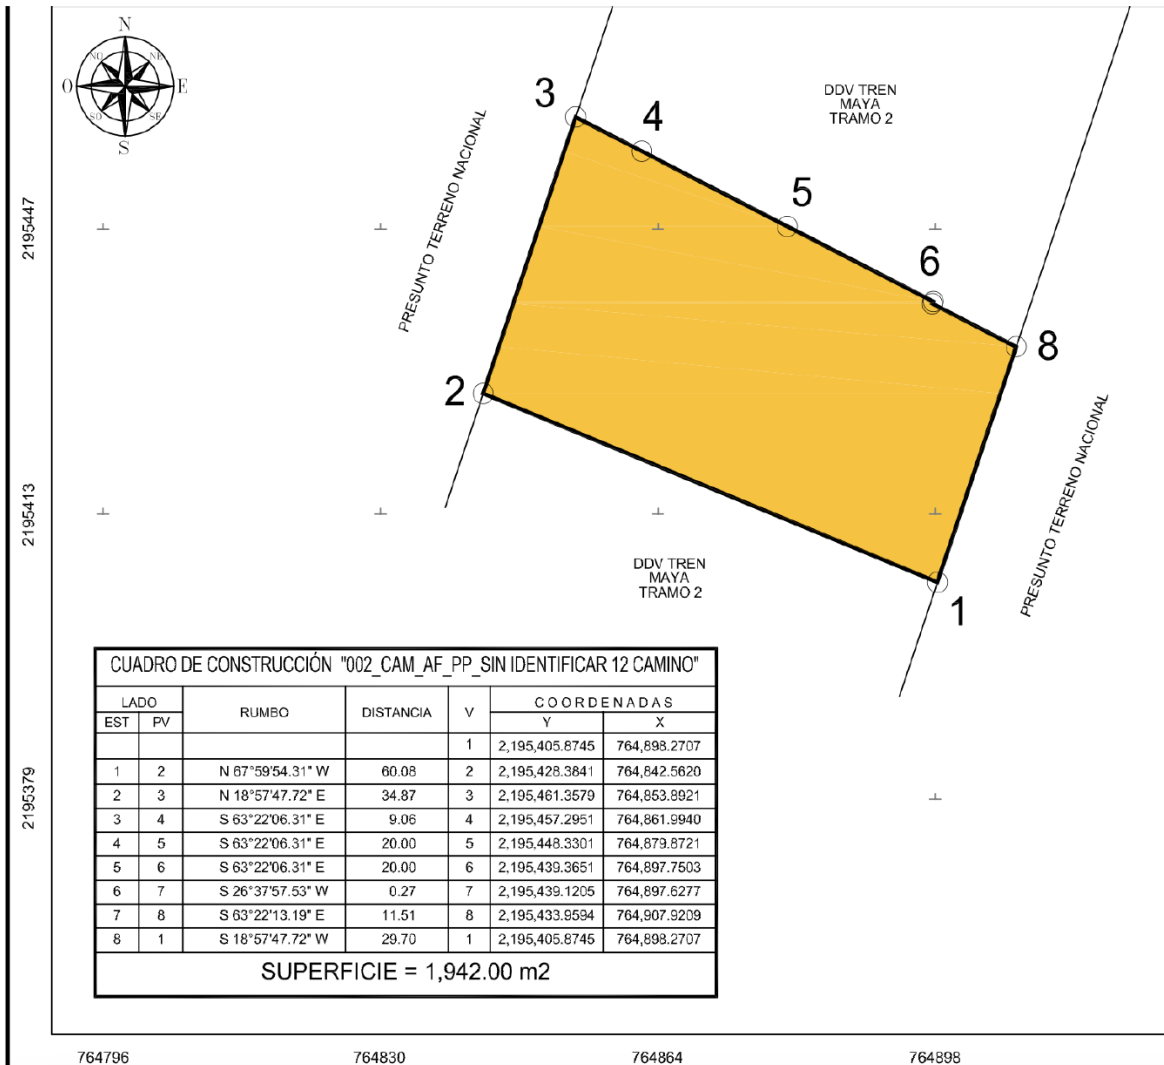 N
NO
NE
O
E
SO
SE
S
3
4
5
6
8
2
1
DDV TREN
MAYA
TRAMO 2
PRESUNTO TERRENO NACIONAL
PRESUNTO TERRENO NACIONAL
DDV TREN
MAYA
TRAMO 2
2195447
2195413
2195379
CUADRO DE CONSTRUCCIÓN "002_CAM_AF_PP_SIN IDENTIFICAR 12 CAMINO"
LADO RUMBO DISTANCIA V COORDENADAS
EST PV Y X
1 2,195,405.8745 764,898.2707
1 2 N 67°59'54.31" W 60.08 2 2,195,428.3841 764,842.5620
2 3 N 18°57'47.72" E 34.87 3 2,195,461.3579 764,853.8921
3 4 S 63°22'06.31" E 9.06 4 2,195,457.2951 764,861.9940
4 5 S 63°22'06.31" E 20.00 5 2,195,448.3301 764,879.8721
5 6 S 63°22'06.31" E 20.00 6 2,195,439.3651 764,897.7503
6 7 S 26°37'57.53" W 0.27 7 2,195,439.1205 764,897.6277
7 8 S 63°22'13.19" E 11.51 8 2,195,433.9594 764,907.9209
8 1 S 18°57'47.72" W 29.70 1 2,195,405.8745 764,898.2707
SUPERFICIE = 1,942.00 m2
764796
764830
764864
764898